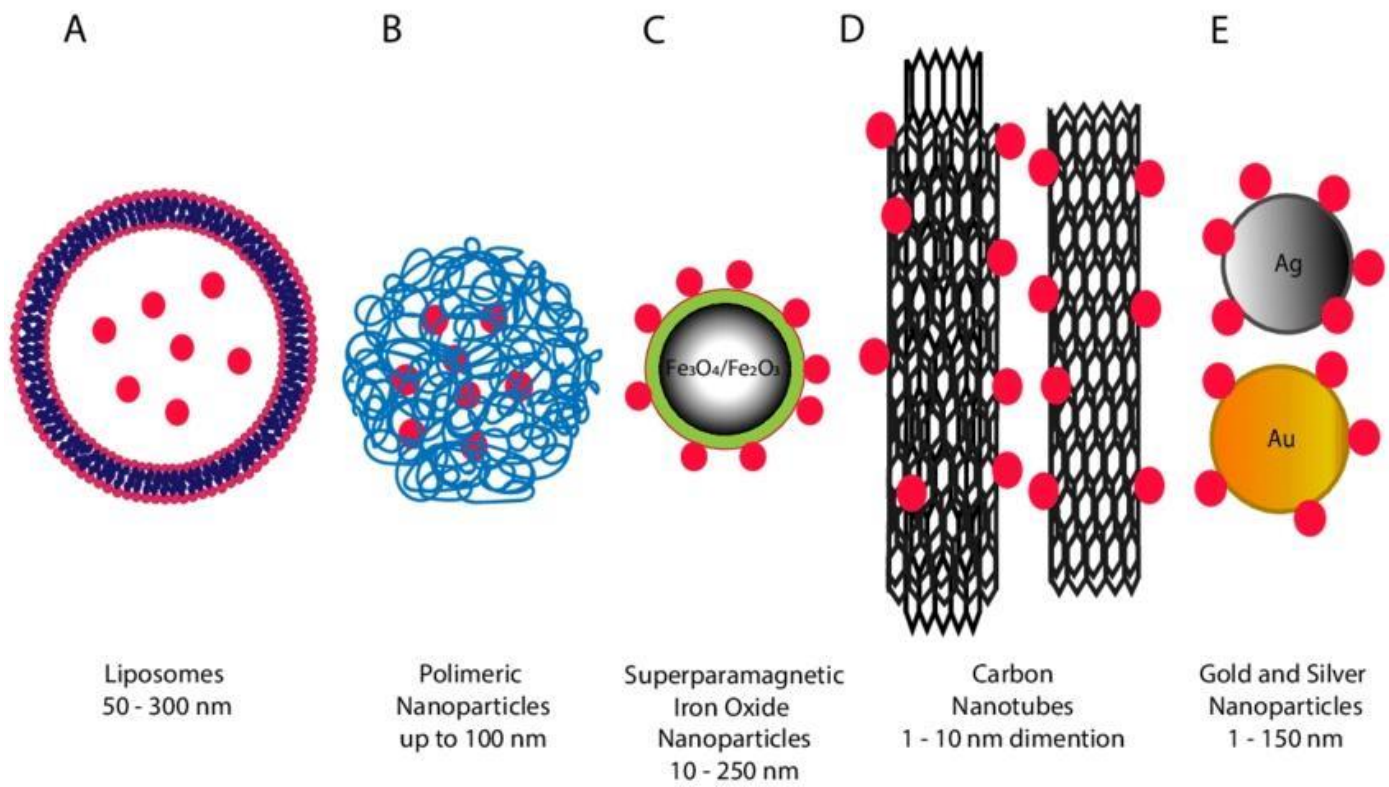 A
B
C
D
E
Fe₃O₄/Fe₂O₃
Ag
Au
Liposomes
50 - 300 nm
Polimeric
Nanoparticles
up to 100 nm
Superparamagnetic
Iron Oxide
Nanoparticles
10 - 250 nm
Carbon
Nanotubes
1 - 10 nm dimention
Gold and Silver
Nanoparticles
1 - 150 nm